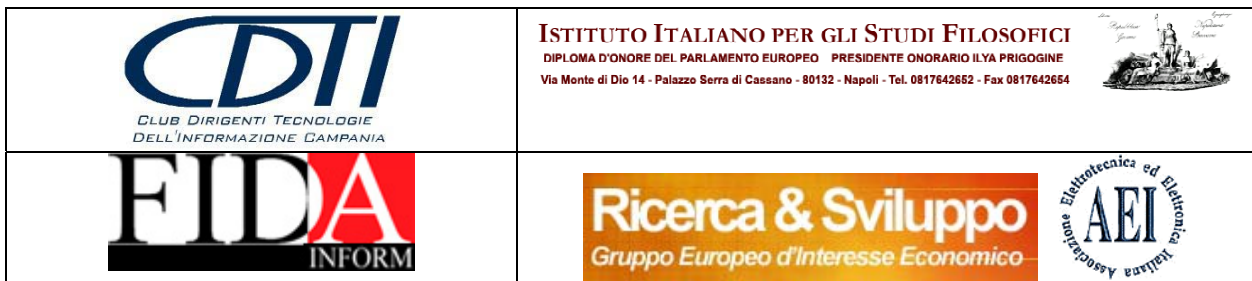 CDTI
CLUB DIRIGENTI TECNOLOGIE
DELL'INFORMAZIONE CAMPANIA
ISTITUTO ITALIANO PER GLI STUDI FILOSOFICI
DIPLOMA D'ONORE DEL PARLAMENTO EUROPEO PRESIDENTE ONORARIO ILYA PRIGOGINE
Via Monte di Dio 14 - Palazzo Serra di Cassano - 80132 - Napoli - Tel. 0817642652 - Fax 0817642654
FIDA
INFORM
Ricerca & Sviluppo
Gruppo Europeo d'Interesse Economico
Associazione Elettrotecnica ed Elettronica Italiana
AEI